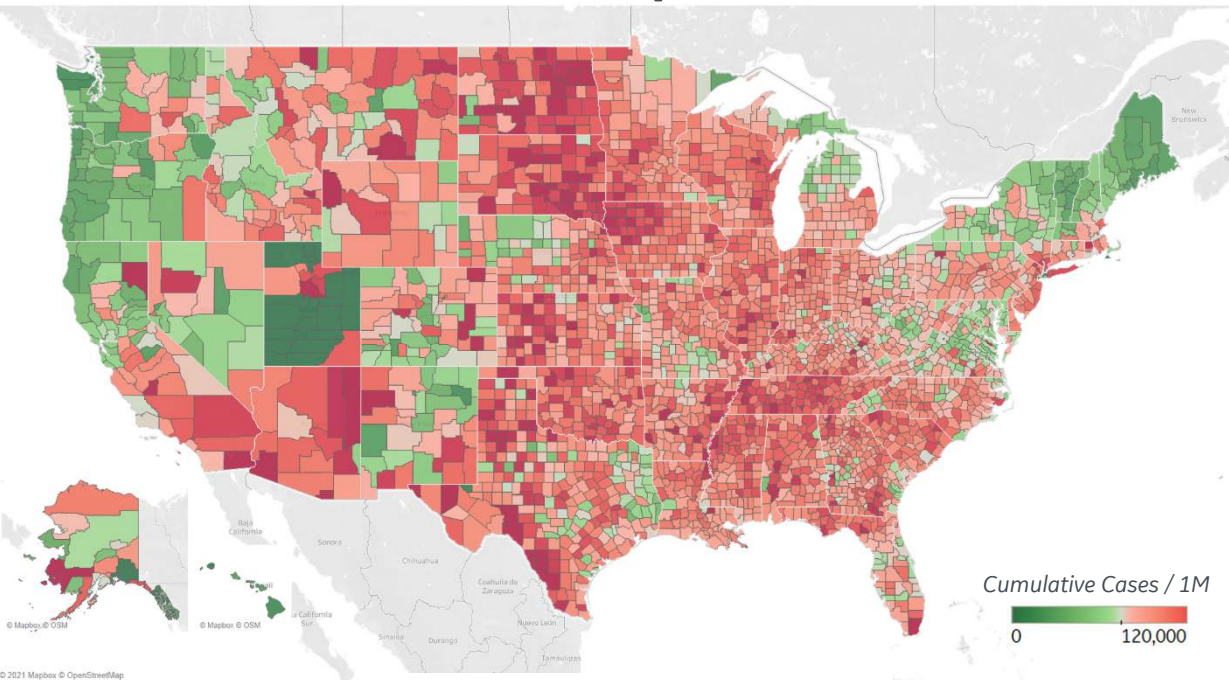 New
Brunswick
Baja
California
Sonora
Chihuahua
Coahuila de
Zaragoza
Nuevo León
Sinaloa
Durango
Tamaulipas
a California
Sur
© Mapbox © OSM
© Mapbox © OSM
Cumulative Cases / 1M
0 120,000
© 2021 Mapbox © OpenStreetMap